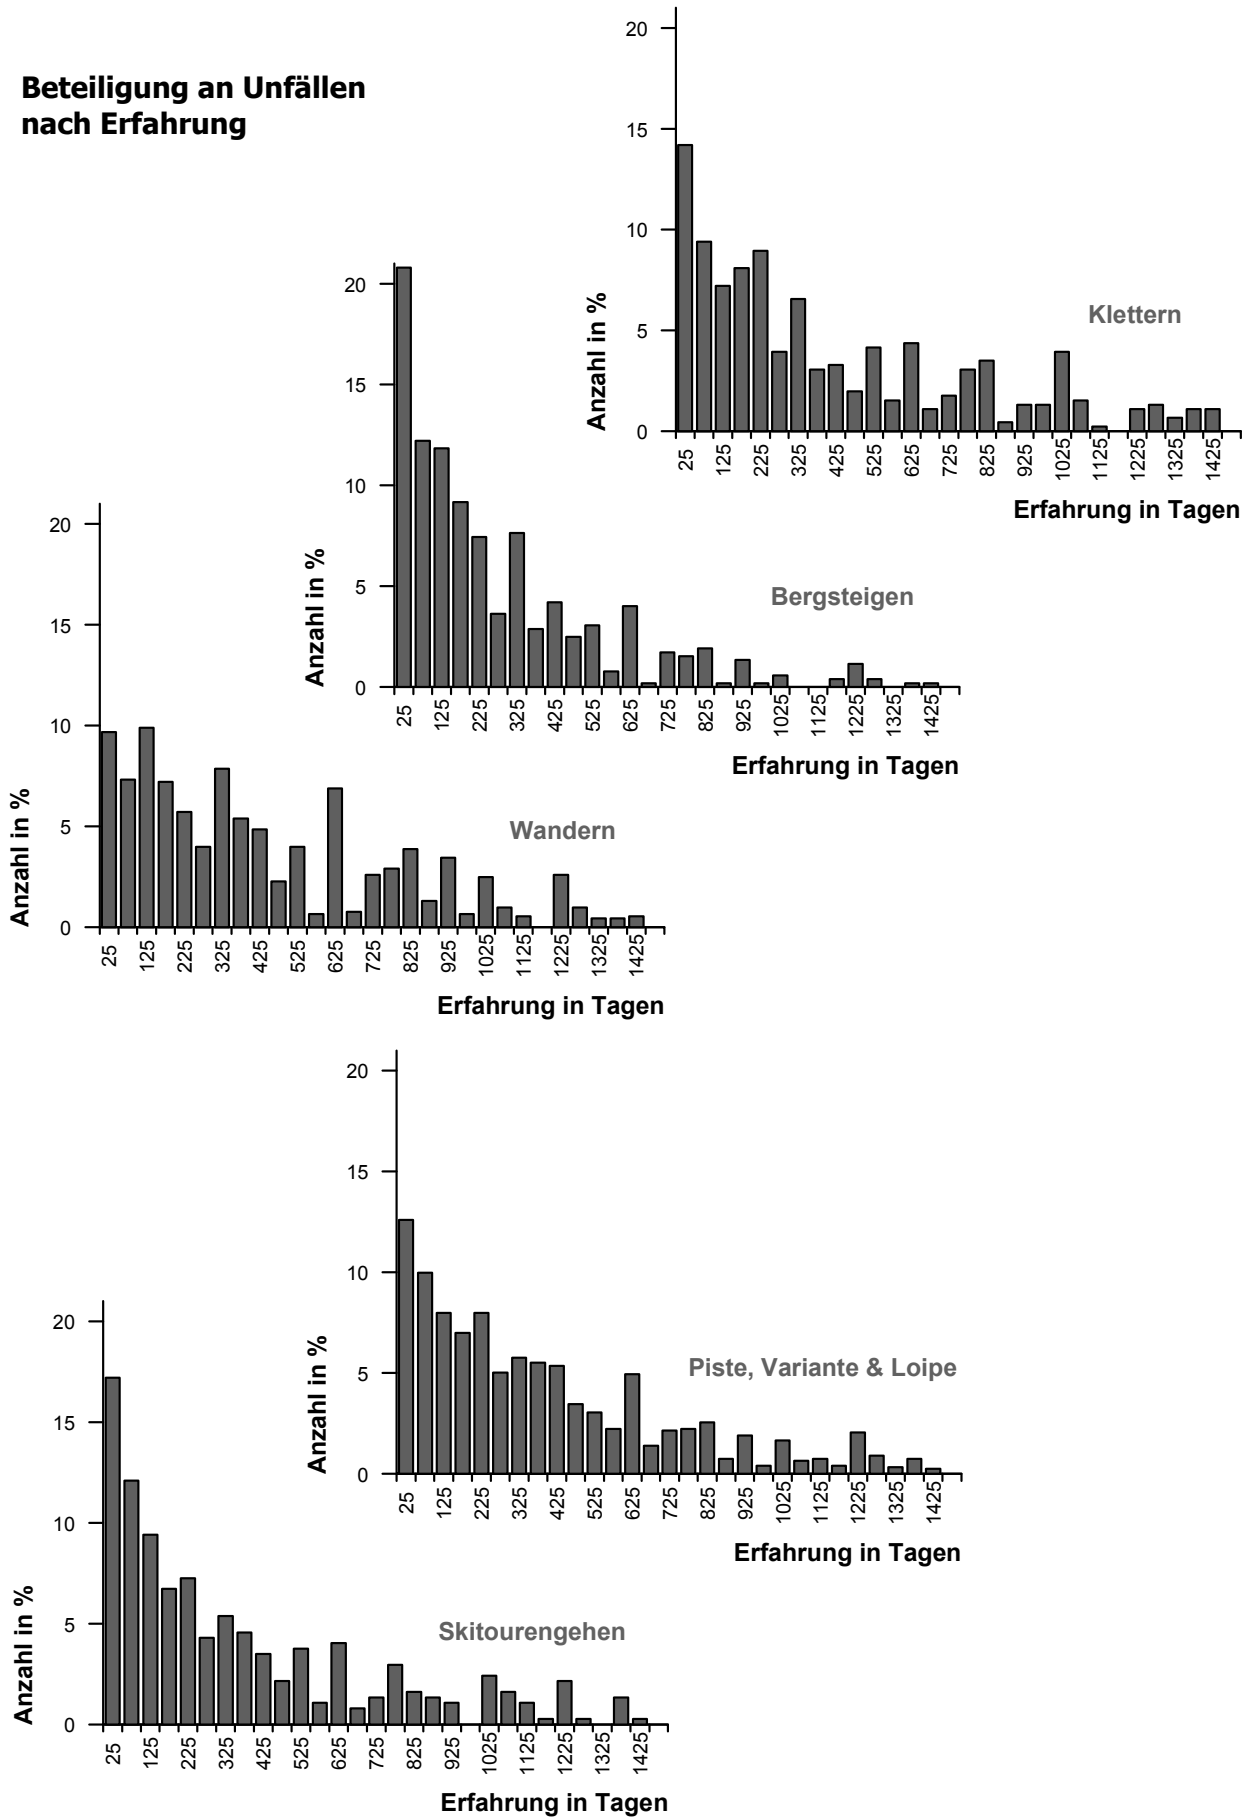 Beteiligung an Unfällen
nach Erfahrung
20
15
10
5
0
Anzahl in %
Klettern
25 125 225 325 425 525 625 725 825 925 1025 1125 1225 1325 1425
Erfahrung in Tagen
20
15
10
5
0
Anzahl in %
Bergsteigen
25 125 225 325 425 525 625 725 825 925 1025 1125 1225 1325 1425
Erfahrung in Tagen
20
15
10
5
0
Anzahl in %
Wandern
25 125 225 325 425 525 625 725 825 925 1025 1125 1225 1325 1425
Erfahrung in Tagen
20
15
10
5
0
Anzahl in %
Piste, Variante & Loipe
25 125 225 325 425 525 625 725 825 925 1025 1125 1225 1325 1425
Erfahrung in Tagen
20
15
10
5
0
Anzahl in %
Skitourengehen
25 125 225 325 425 525 625 725 825 925 1025 1125 1225 1325 1425
Erfahrung in Tagen